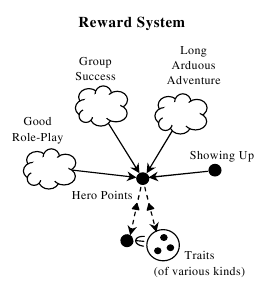 Reward System
Group
Success
Long
Arduous
Adventure
Good
Role-Play
Showing Up
Hero Points
Traits
(of various kinds)